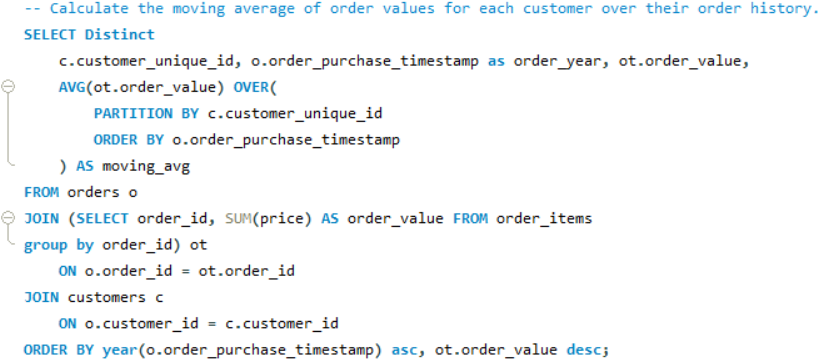 -- Calculate the moving average of order values for each customer over their order history.
SELECT Distinct
c.customer_unique_id, o.order_purchase_timestamp as order_year, ot.order_value,
AVG(ot.order_value) OVER(
PARTITION BY c.customer_unique_id
ORDER BY o.order_purchase_timestamp
) AS moving_avg
FROM orders o
JOIN (SELECT order_id, SUM(price) AS order_value FROM order_items
group by order_id) ot
ON o.order_id = ot.order_id
JOIN customers c
ON o.customer_id = c.customer_id
ORDER BY year(o.order_purchase_timestamp) asc, ot.order_value desc;